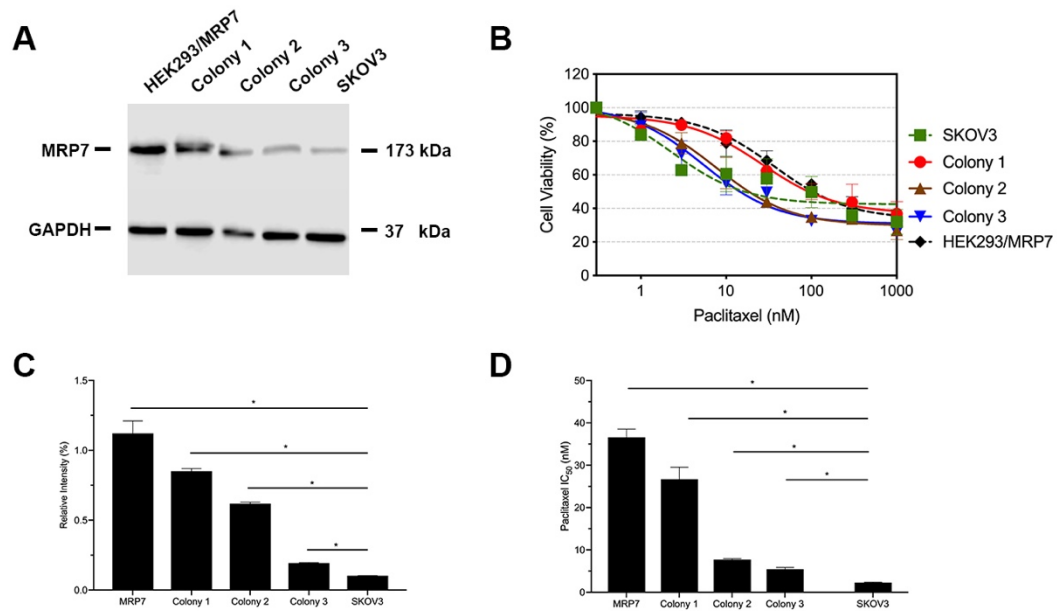 A
HEK293/MRP7
Colony 1
Colony 2
Colony 3
SKOV3
MRP7
173 kDa
GAPDH
37 kDa
B
120
100
80
60
40
20
0
Cell Viability (%)
1
10
100
1000
Paclitaxel (nM)
SKOV3
Colony 1
Colony 2
Colony 3
HEK293/MRP7
C
1.5
1.0
0.5
0.0
Relative Intensity (%)
*
*
*
*
MRP7
Colony 1
Colony 2
Colony 3
SKOV3
D
50
40
30
20
10
0
Paclitaxel IC50 (nM)
*
*
*
*
MRP7
Colony 1
Colony 2
Colony 3
SKOV3